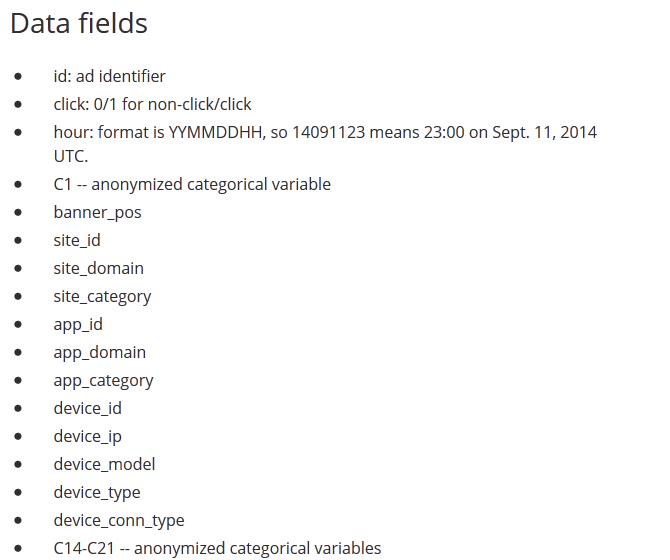 Data fields
id: ad identifier
click: 0/1 for non-click/click
hour: format is YYMMDDHH, so 14091123 means 23:00 on Sept. 11, 2014
UTC.
C1 -- anonymized categorical variable
banner_pos
site_id
site_domain
site_category
app_id
app_domain
app_category
device_id
device_ip
device_model
device_type
device_conn_type
C14-C21 -- anonymized categorical variables